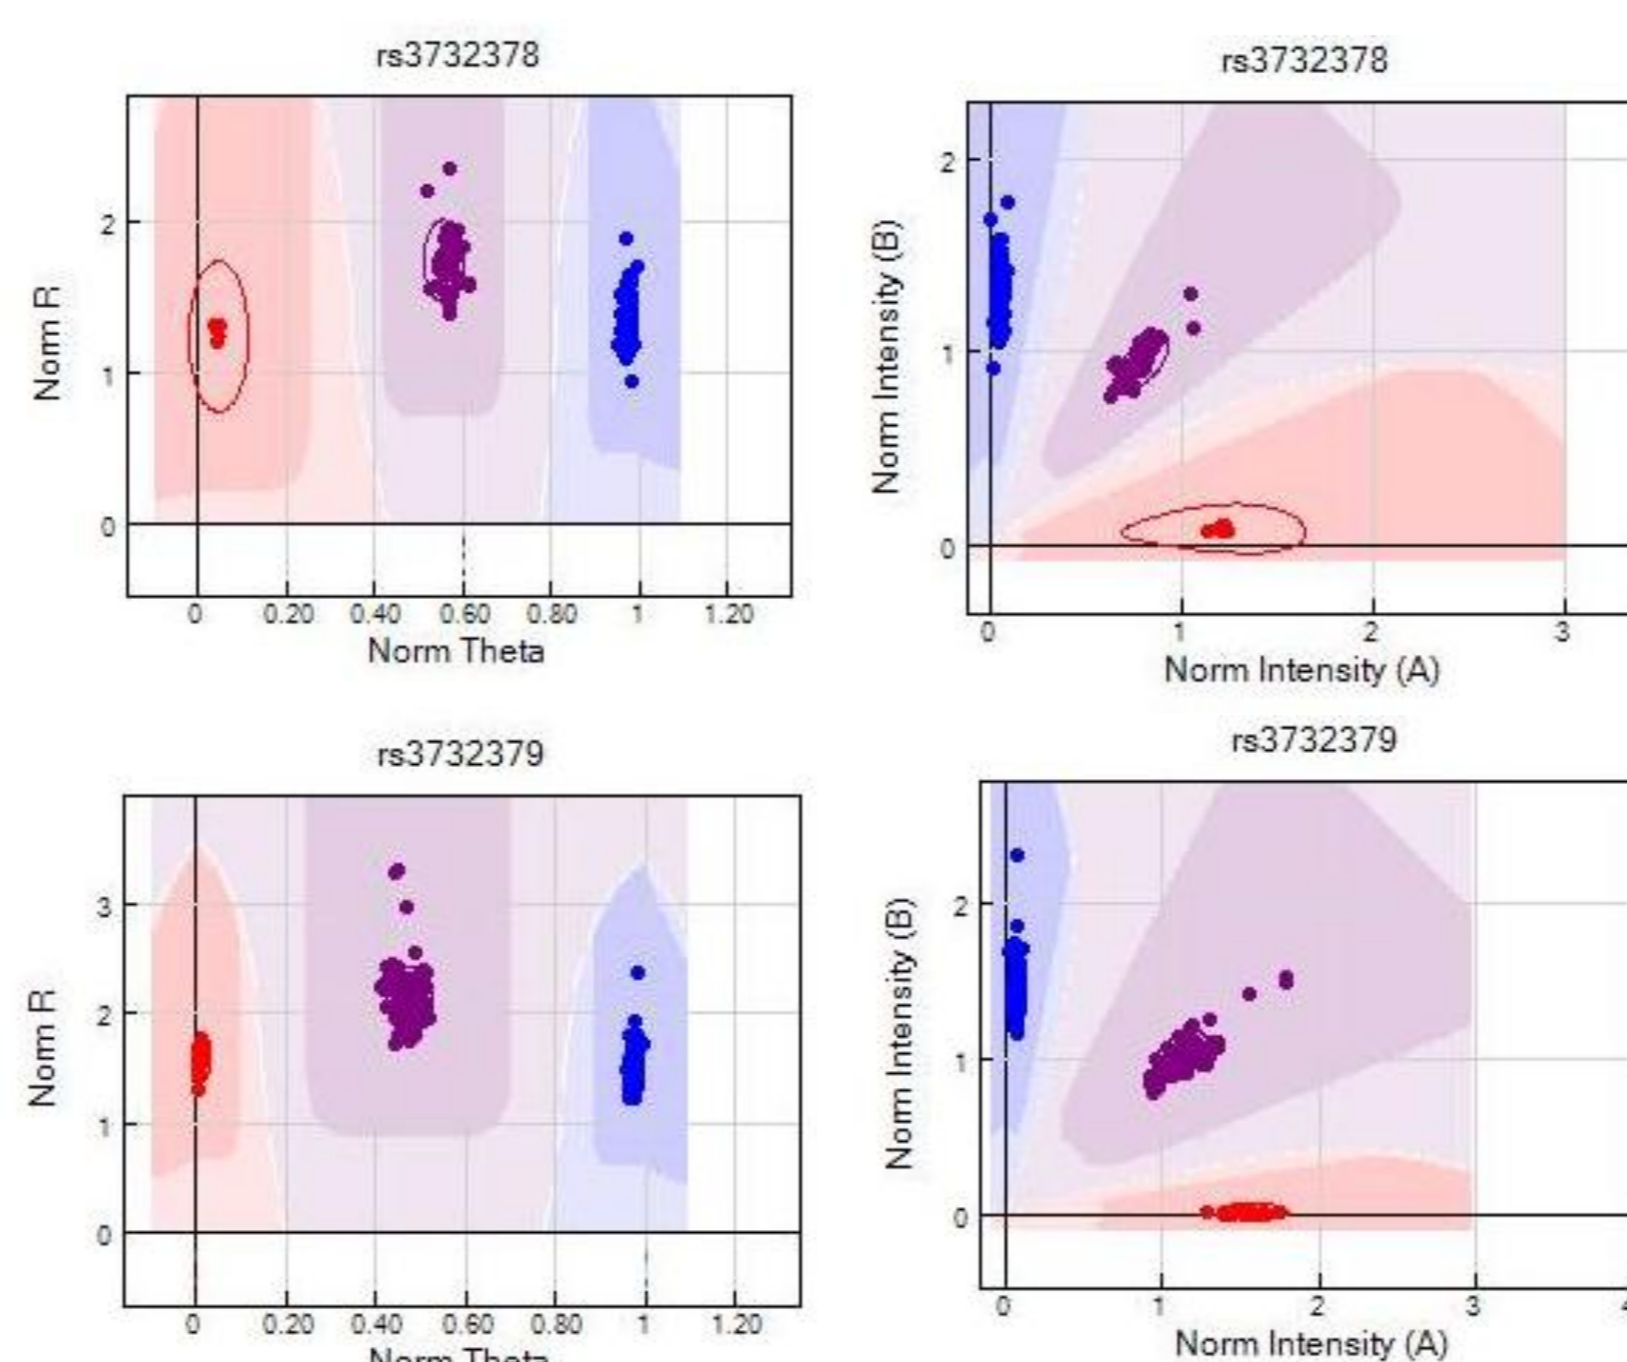 rs3732378
2
1
0
Norm R
0 0.20 0.40 0.60 0.80 1 1.20
Norm Theta
rs3732378
2
1
0
Norm Intensity (B)
0 1 2 3
Norm Intensity (A)
rs3732379
3
2
1
0
Norm R
0 0.20 0.40 0.60 0.80 1 1.20
Norm Theta
rs3732379
2
1
0
Norm Intensity (B)
0 1 2 3 4
Norm Intensity (A)